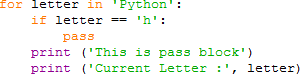 for letter in 'Python':
    if letter == 'h':
        pass
    print ('This is pass block')
    print ('Current Letter :', letter)